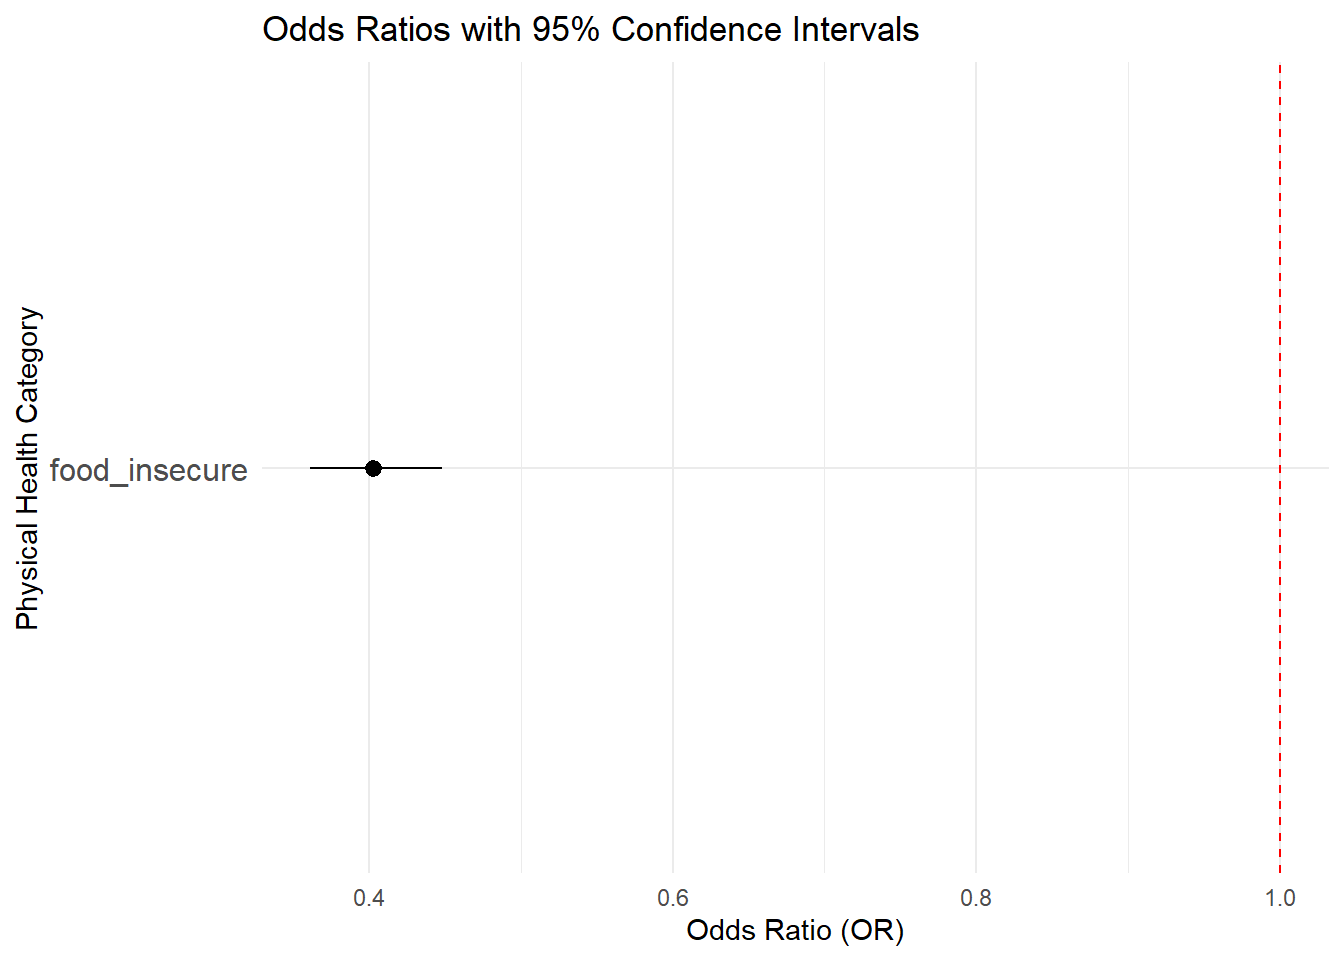 Odds Ratios with 95% Confidence Intervals
Physical Health Category
food_insecure
0.4 0.6 0.8 1.0
Odds Ratio (OR)